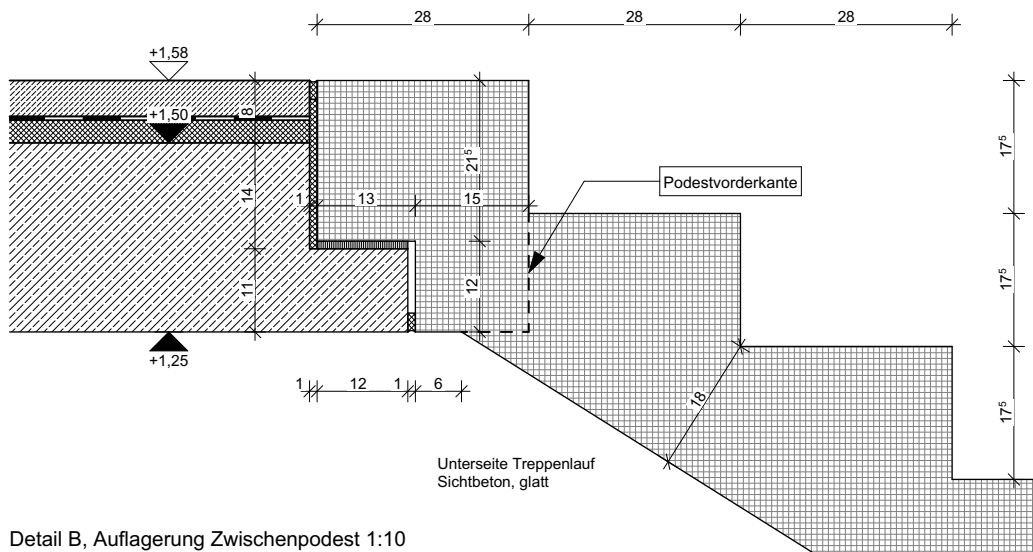 28 28 28
+1,58
8
+1,50
21⁵
17⁵
Podestvorderkante
14
1 13 15
17⁵
11
12
+1,25
1 12 1 6
18
17⁵
Unterseite Treppenlauf
Sichtbeton, glatt
Detail B, Auflagerung Zwischenpodest 1:10